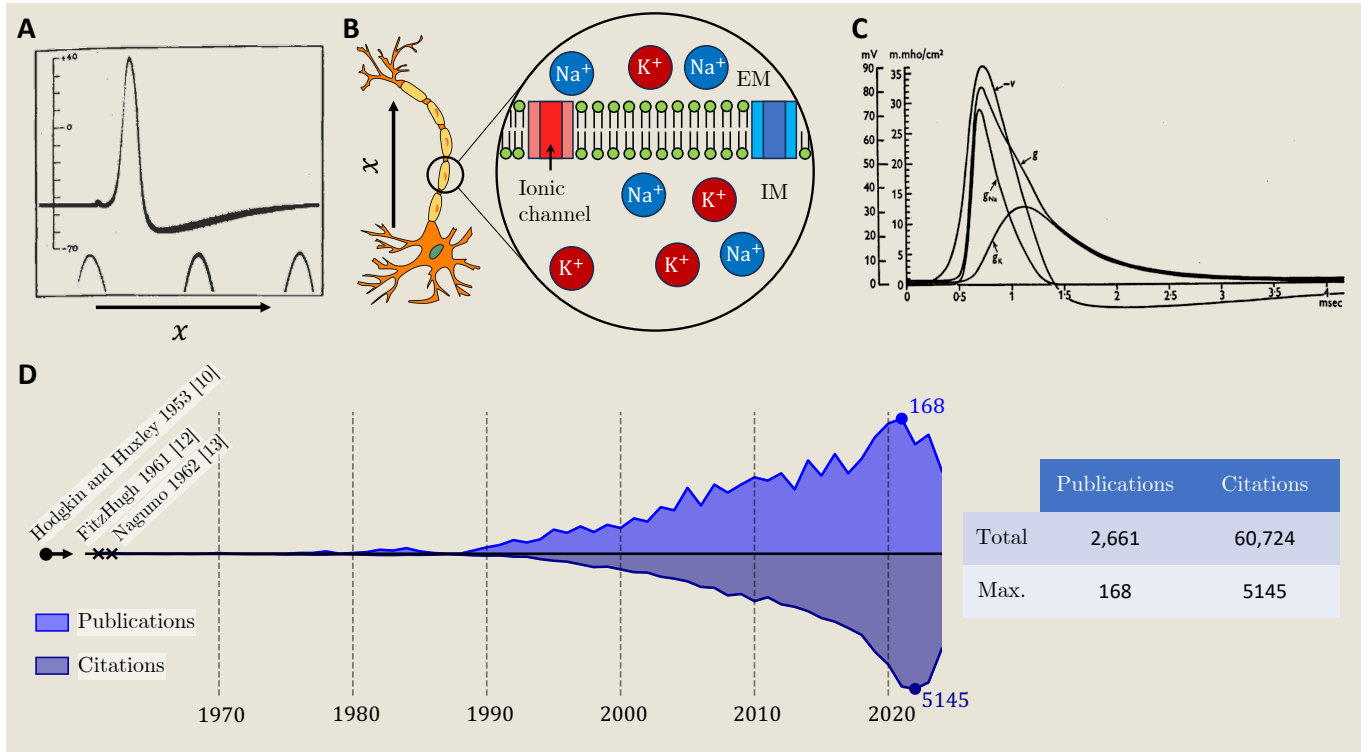 A
+40
0
-70
x
B
x
Na⁺
K⁺
Na⁺
EM
Ionic
channel
Na⁺
K⁺
IM
K⁺
K⁺
Na⁺
C
mV m.mho/cm²
90 35
80
30
70
60 25
50 20
40 15
30
10
20
10 5
0 0
-v
g
gNa
gK
0 0·5 1 1·5 2 2·5 3 3·5 4
msec
D
Hodgkin and Huxley 1953 [10]
FitzHugh 1961 [12]
Nagumo 1962 [13]
168
Publications
Citations
5145
1970 1980 1990 2000 2010 2020
Publications Citations
Total 2,661 60,724
Max. 168 5145